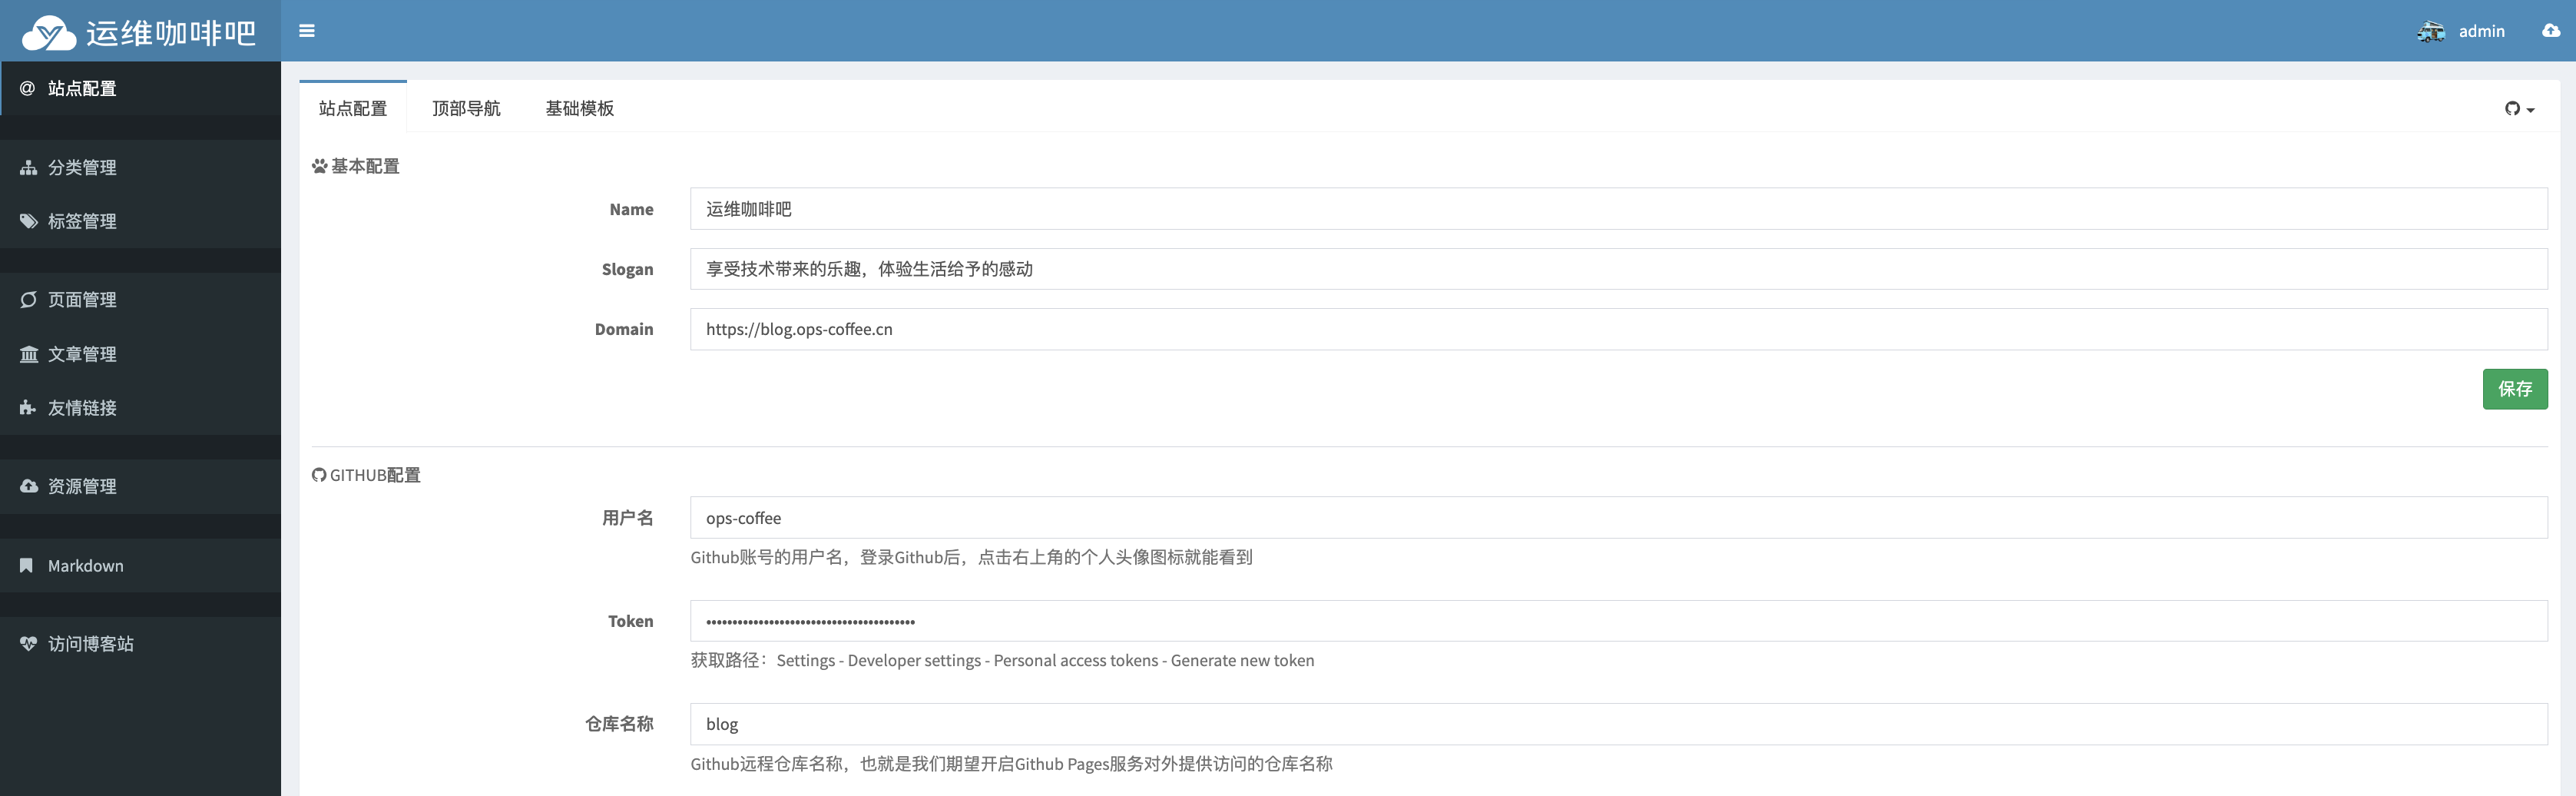 运维咖啡吧
admin
站点配置
分类管理
标签管理
页面管理
文章管理
友情链接
资源管理
Markdown
访问博客站
站点配置 顶部导航 基础模板
基本配置
Name 运维咖啡吧
Slogan 享受技术带来的乐趣，体验生活给予的感动
Domain https://blog.ops-coffee.cn
保存
GITHUB配置
用户名 ops-coffee
Github账号的用户名，登录Github后，点击右上角的个人头像图标就能看到
Token ••••••••••••••••••••••••••••••••••••••••
获取路径：Settings - Developer settings - Personal access tokens - Generate new token
仓库名称 blog
Github远程仓库名称，也就是我们期望开启Github Pages服务对外提供访问的仓库名称